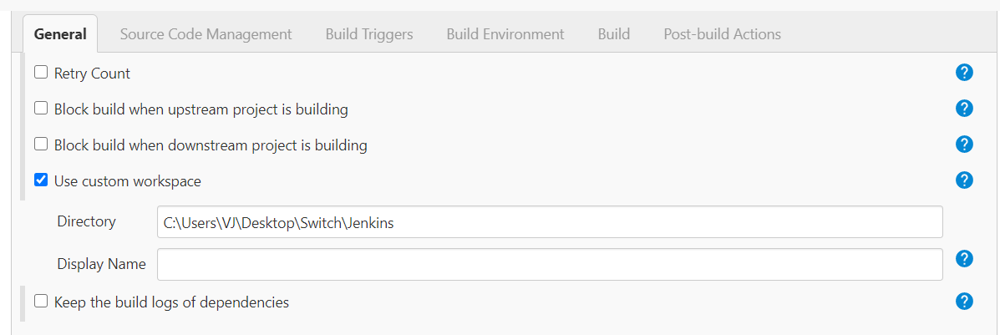 General Source Code Management Build Triggers Build Environment Build Post-build Actions
Retry Count ?
Block build when upstream project is building ?
Block build when downstream project is building ?
Use custom workspace ?
Directory C:\Users\VJ\Desktop\Switch\Jenkins
Display Name ?
Keep the build logs of dependencies ?